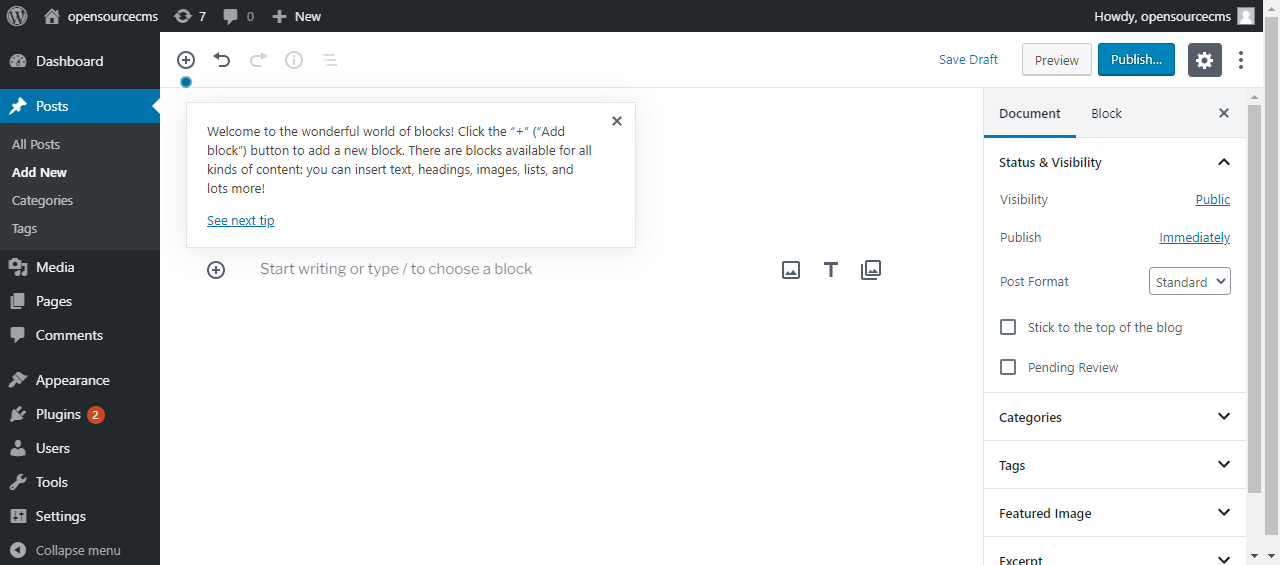 opensourcecms 7 0 New Howdy, opensourcecms
Dashboard
Posts
All Posts
Add New
Categories
Tags
Media
Pages
Comments
Appearance
Plugins 2
Users
Tools
Settings
Collapse menu
Save Draft Preview Publish...
Welcome to the wonderful world of blocks! Click the “+” (“Add
block”) button to add a new block. There are blocks available for all
kinds of content: you can insert text, headings, images, lists, and
lots more!
See next tip
Start writing or type / to choose a block
Document Block
Status & Visibility
Visibility Public
Publish Immediately
Post Format Standard
Stick to the top of the blog
Pending Review
Categories
Tags
Featured Image
Excerpt